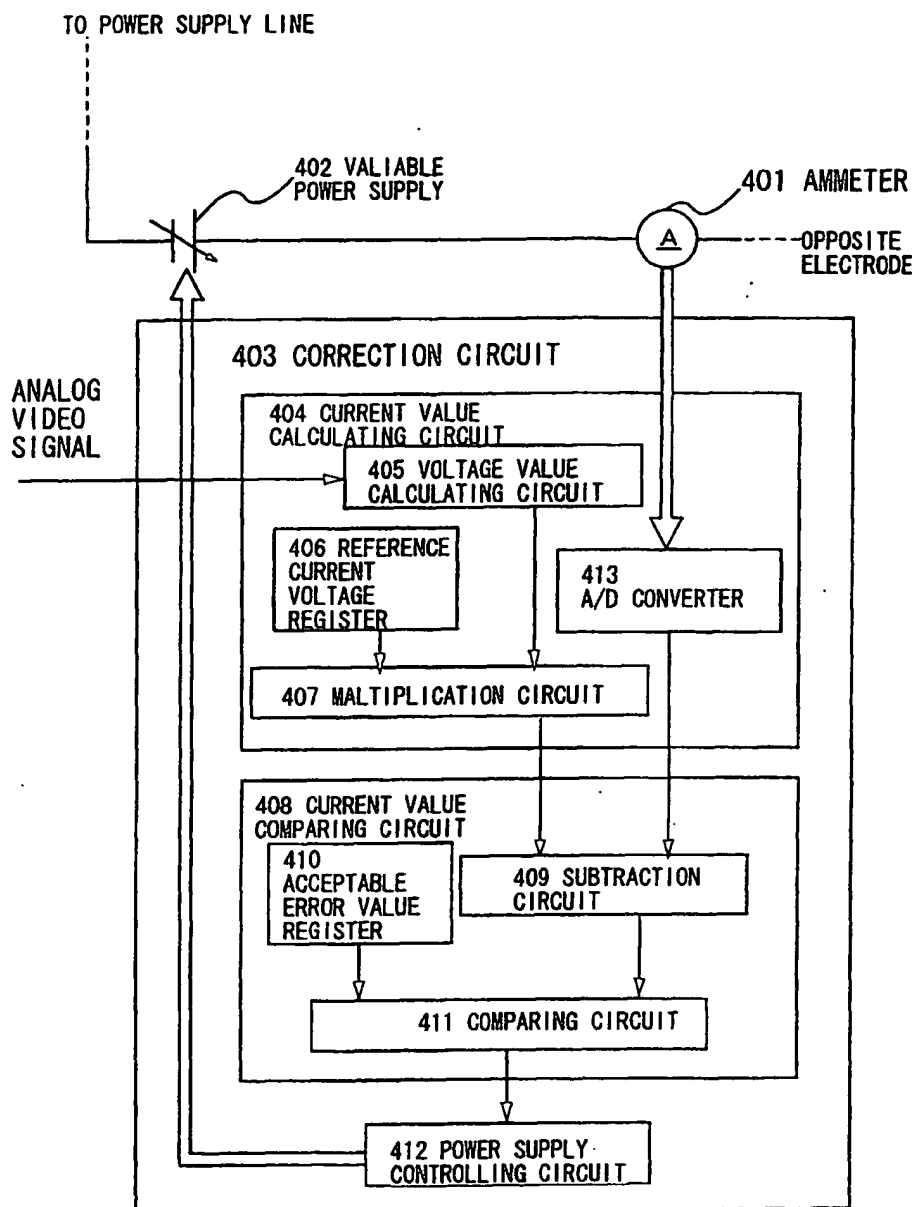 TO POWER SUPPLY LINE
402 VALIABLE
POWER SUPPLY
401 AMMETER
A
OPPOSITE
ELECTRODE
403 CORRECTION CIRCUIT
ANALOG
VIDEO
SIGNAL
404 CURRENT VALUE
CALCULATING CIRCUIT
405 VOLTAGE VALUE
CALCULATING CIRCUIT
406 REFERENCE
CURRENT
VOLTAGE
REGISTER
413
A/D CONVERTER
407 MALTIPLICATION CIRCUIT
408 CURRENT VALUE
COMPARING CIRCUIT
410
ACCEPTABLE
ERROR VALUE
REGISTER
409 SUBTRACTION
CIRCUIT
411 COMPARING CIRCUIT
412 POWER SUPPLY
CONTROLLING CIRCUIT